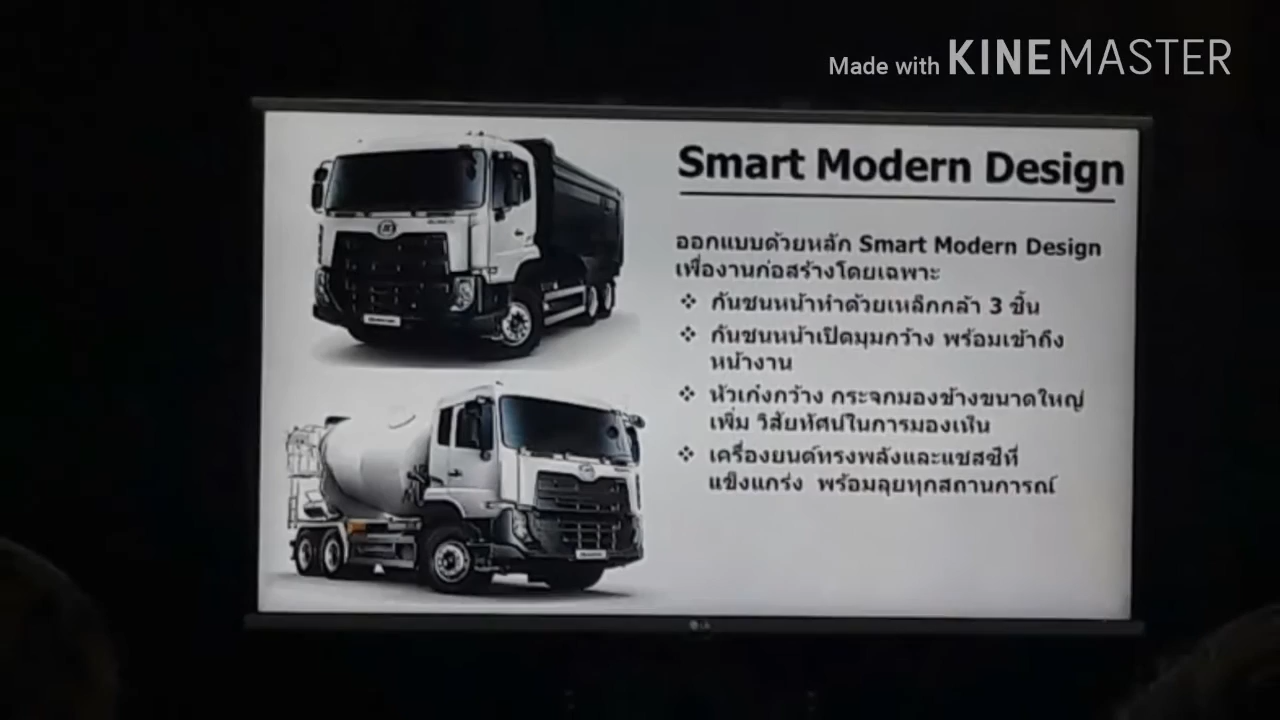 Made with KINEMASTER
Smart Modern Design
ออกแบบด้วยหลัก Smart Modern Design
เพื่องานก่อสร้างโดยเฉพาะ
❖ กันชนหน้าทำด้วยเหล็กกล้า 3 ชิ้น
❖ กันชนหน้าเปิดมุมกว้าง พร้อมเข้าถึง
หน้างาน
❖ หัวเก๋งกว้าง กระจกมองข้างขนาดใหญ่
เพิ่ม วิสัยทัศน์ในการมองเห็น
❖ เครื่องยนต์ทรงพลังและแชสซีที่
แข็งแกร่ง พร้อมลุยทุกสถานการณ์
LG